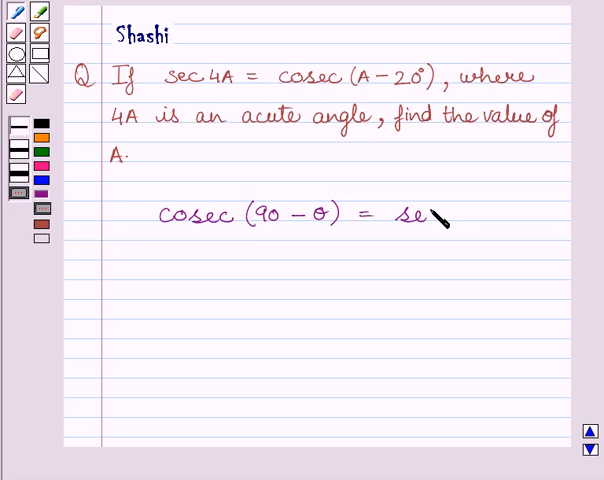 Shashi
Q If sec 4A = cosec (A - 20°), where
4A is an acute angle, find the value of
A.
cosec (90 - θ) = se